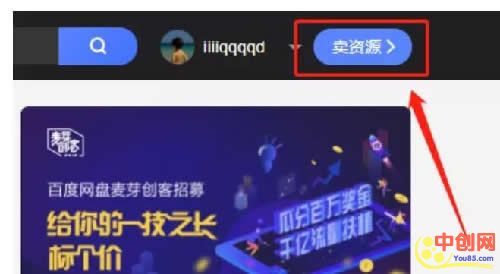 iiiiqqqqd
卖资源
麦芽
创客
百度网盘麦芽创客招募
给你的一技之长
标个价
瓜分百万奖金
千亿流量扶持
中创网
You85.com